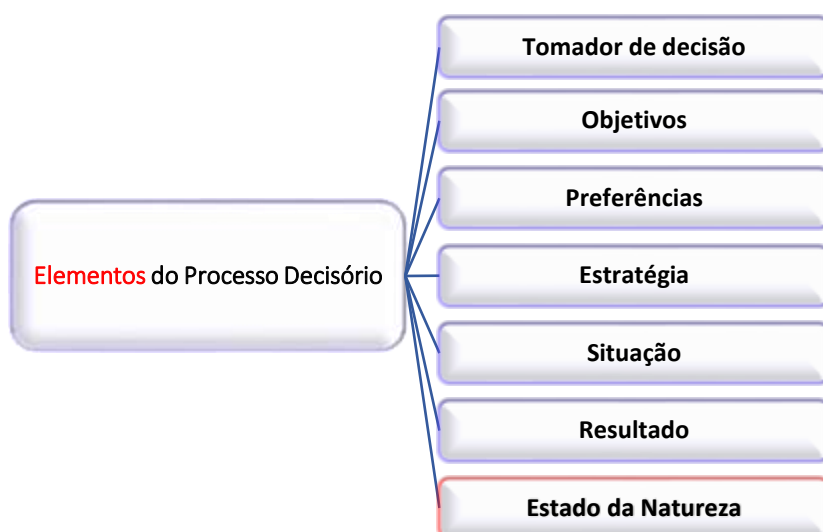 Elementos do Processo Decisório
Tomador de decisão
Objetivos
Preferências
Estratégia
Situação
Resultado
Estado da Natureza